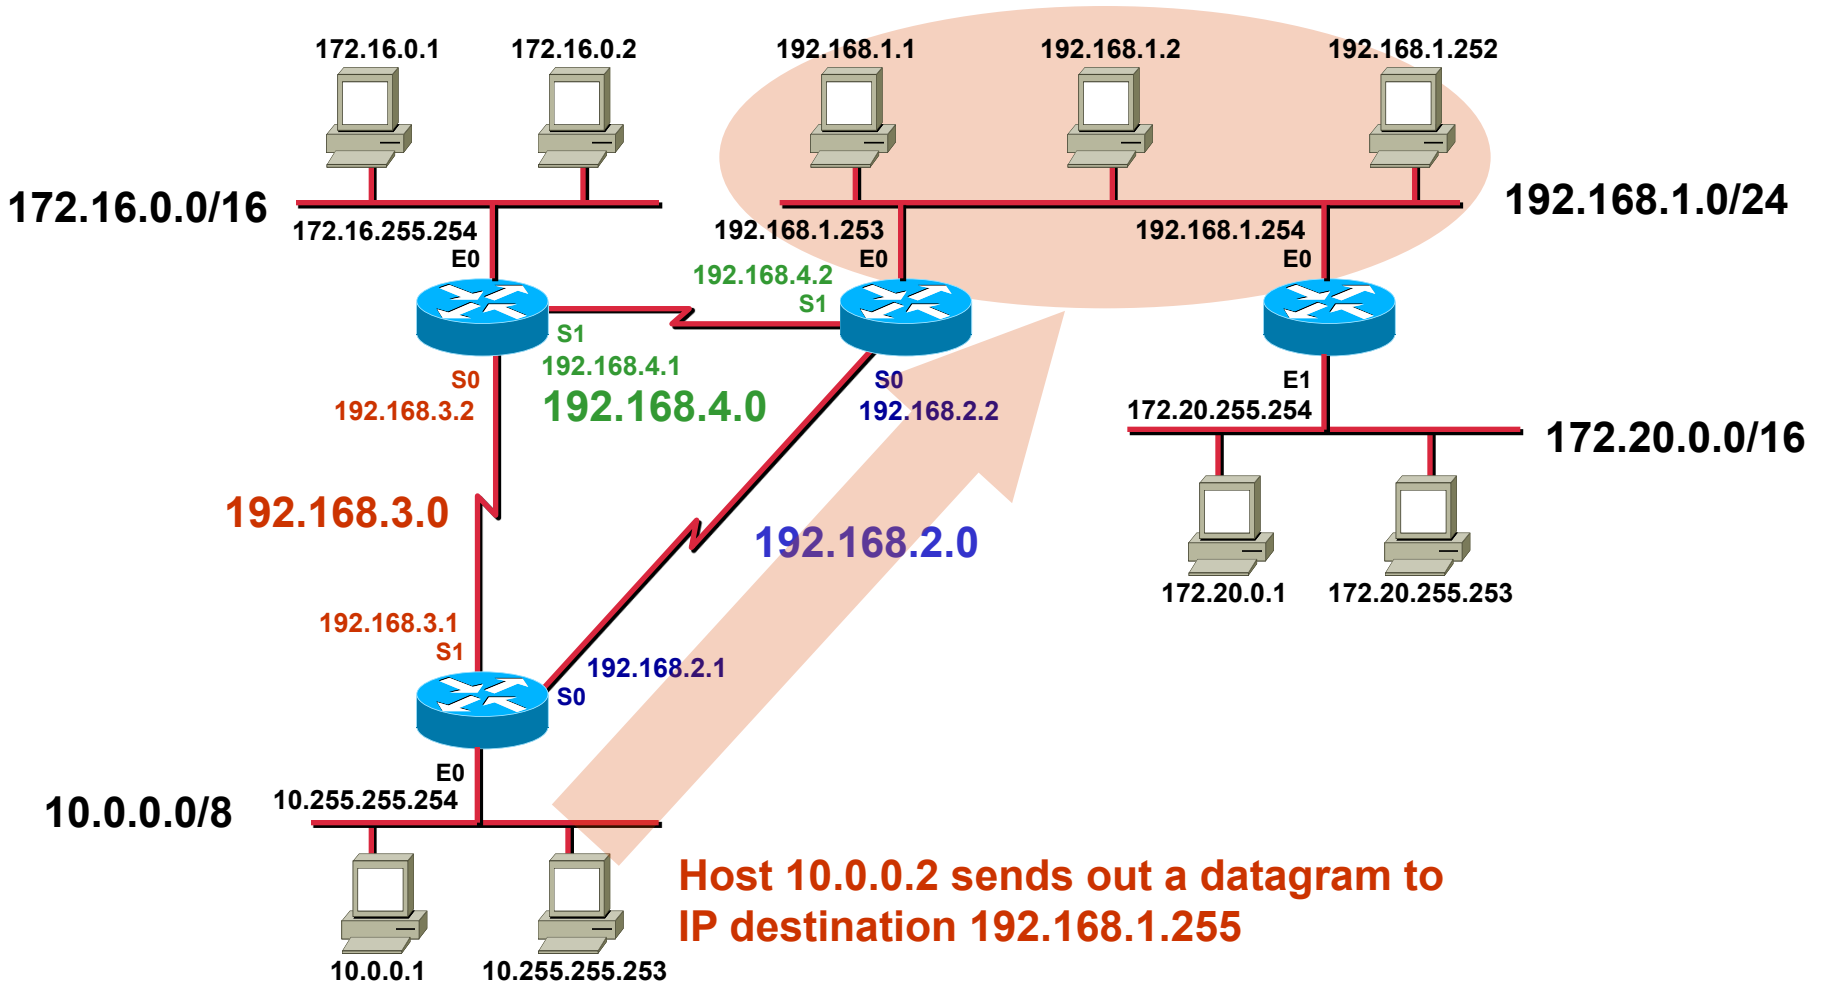 172.16.0.1
172.16.0.2
192.168.1.1
192.168.1.2
192.168.1.252
172.16.0.0/16
192.168.1.0/24
172.16.255.254
E0
192.168.1.253
E0
192.168.1.254
E0
192.168.4.2
S1
S1
192.168.4.1
192.168.4.0
S0
192.168.3.2
S0
192.168.2.2
E1
172.20.255.254
172.20.0.0/16
192.168.3.0
192.168.2.0
172.20.0.1
172.20.255.253
192.168.3.1
S1
192.168.2.1
S0
E0
10.255.255.254
10.0.0.0/8
Host 10.0.0.2 sends out a datagram to
IP destination 192.168.1.255
10.0.0.1
10.255.255.253